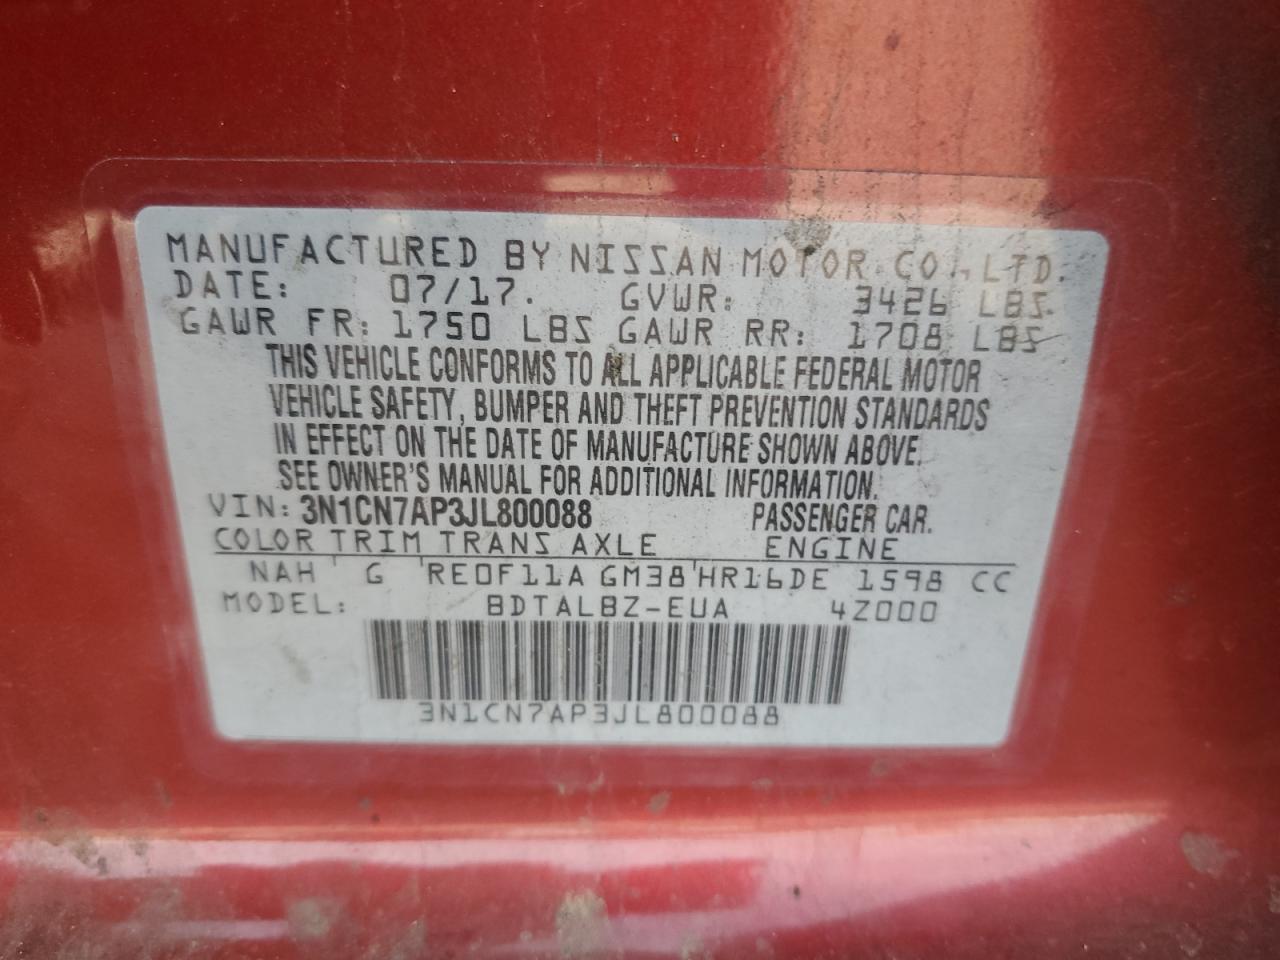 MANUFACTURED BY NISSAN MOTOR CO., LTD.
DATE: 07/17. GVWR: 3426 LBS.
GAWR FR: 1750 LBS GAWR RR: 1708 LBS
THIS VEHICLE CONFORMS TO ALL APPLICABLE FEDERAL MOTOR
VEHICLE SAFETY, BUMPER AND THEFT PREVENTION STANDARDS
IN EFFECT ON THE DATE OF MANUFACTURE SHOWN ABOVE.
SEE OWNER'S MANUAL FOR ADDITIONAL INFORMATION.
VIN: 3N1CN7AP3JL800088 PASSENGER CAR.
COLOR TRIM TRANS AXLE ENGINE
NAH G RE0F11A GM38 HR16DE 1598 CC
MODEL: BDTALBZ-EUA 4Z000
3N1CN7AP3JL800088